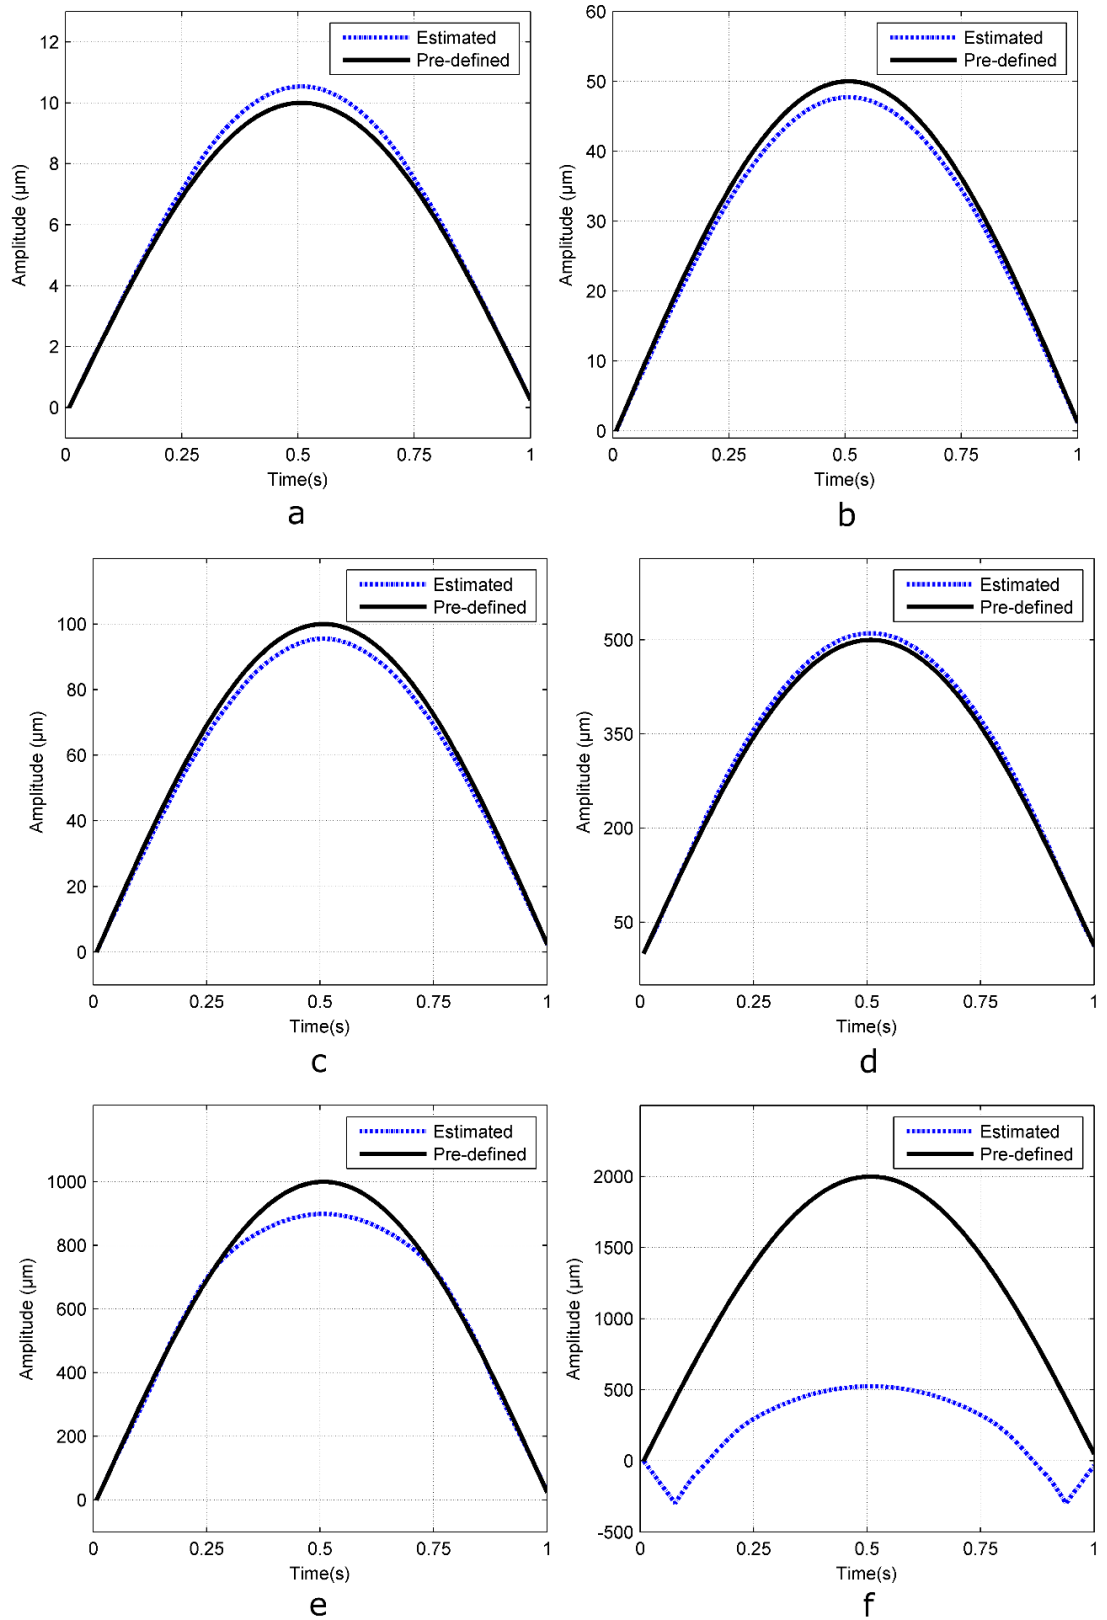 12
10
8
6
4
2
0
Amplitude (µm)
Estimated
Pre-defined
0 0.25 0.5 0.75 1
Time(s)
a
60
50
40
30
20
10
0
Amplitude (µm)
Estimated
Pre-defined
0 0.25 0.5 0.75 1
Time(s)
b
100
80
60
40
20
0
Amplitude (µm)
Estimated
Pre-defined
0 0.25 0.5 0.75 1
Time(s)
c
500
350
200
50
Amplitude (µm)
Estimated
Pre-defined
0 0.25 0.5 0.75 1
Time(s)
d
1000
800
600
400
200
0
Amplitude (µm)
Estimated
Pre-defined
0 0.25 0.5 0.75 1
Time(s)
e
2000
1500
1000
500
0
-500
Amplitude (µm)
Estimated
Pre-defined
0 0.25 0.5 0.75 1
Time(s)
f